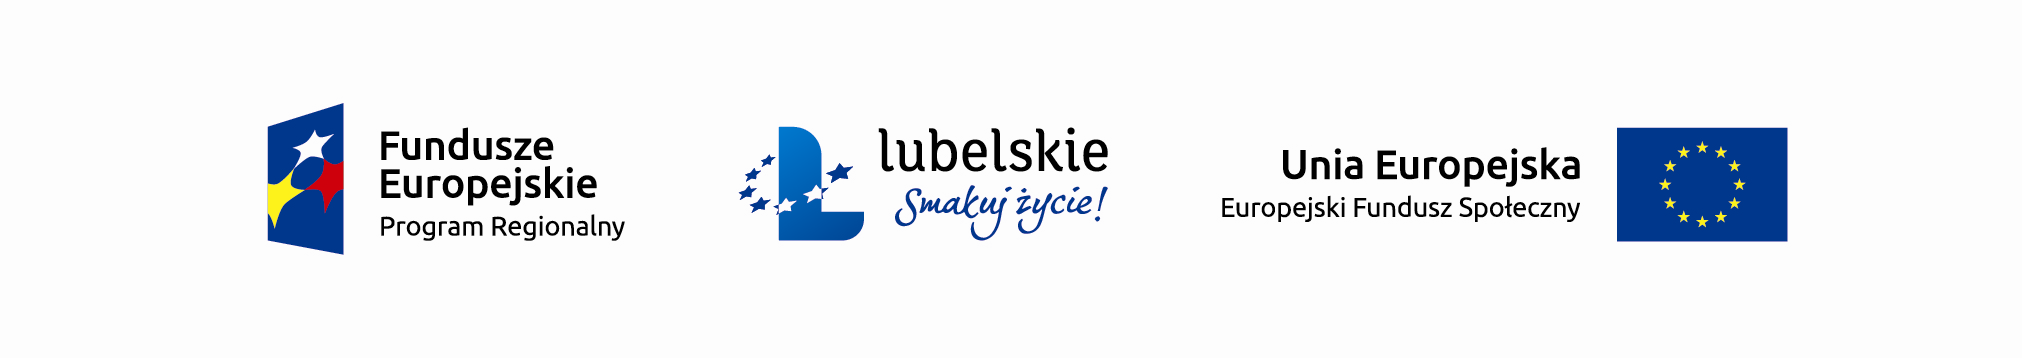 Fundusze
Europejskie
Program Regionalny
lubelskie
Smakuj życie!
Unia Europejska
Europejski Fundusz Społeczny